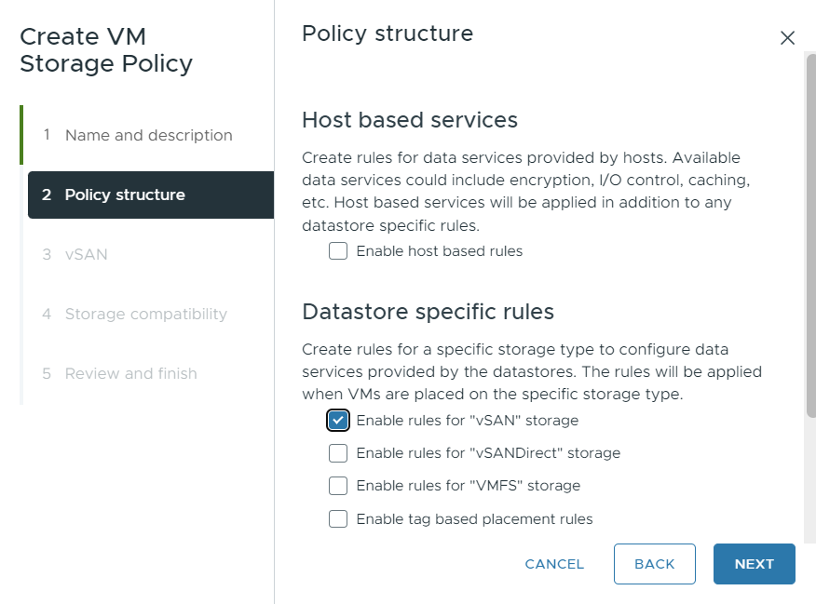 Create VM
Storage Policy
1 Name and description
2 Policy structure
3 vSAN
4 Storage compatibility
5 Review and finish
Policy structure
Host based services
Create rules for data services provided by hosts. Available
data services could include encryption, I/O control, caching,
etc. Host based services will be applied in addition to any
datastore specific rules.
Enable host based rules
Datastore specific rules
Create rules for a specific storage type to configure data
services provided by the datastores. The rules will be applied
when VMs are placed on the specific storage type.
Enable rules for "vSAN" storage
Enable rules for "vSANDirect" storage
Enable rules for "VMFS" storage
Enable tag based placement rules
CANCEL BACK NEXT